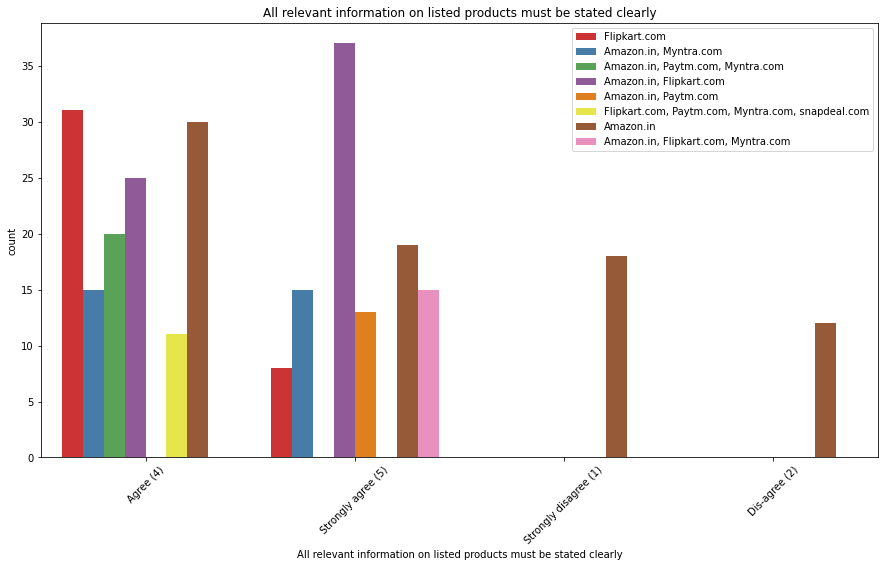 All relevant information on listed products must be stated clearly
Flipkart.com
Amazon.in, Myntra.com
Amazon.in, Paytm.com, Myntra.com
Amazon.in, Flipkart.com
Amazon.in, Paytm.com
Flipkart.com, Paytm.com, Myntra.com, snapdeal.com
Amazon.in
Amazon.in, Flipkart.com, Myntra.com
count
35
30
25
20
15
10
5
0
Agree (4)
Strongly agree (5)
Strongly disagree (1)
Dis-agree (2)
All relevant information on listed products must be stated clearly